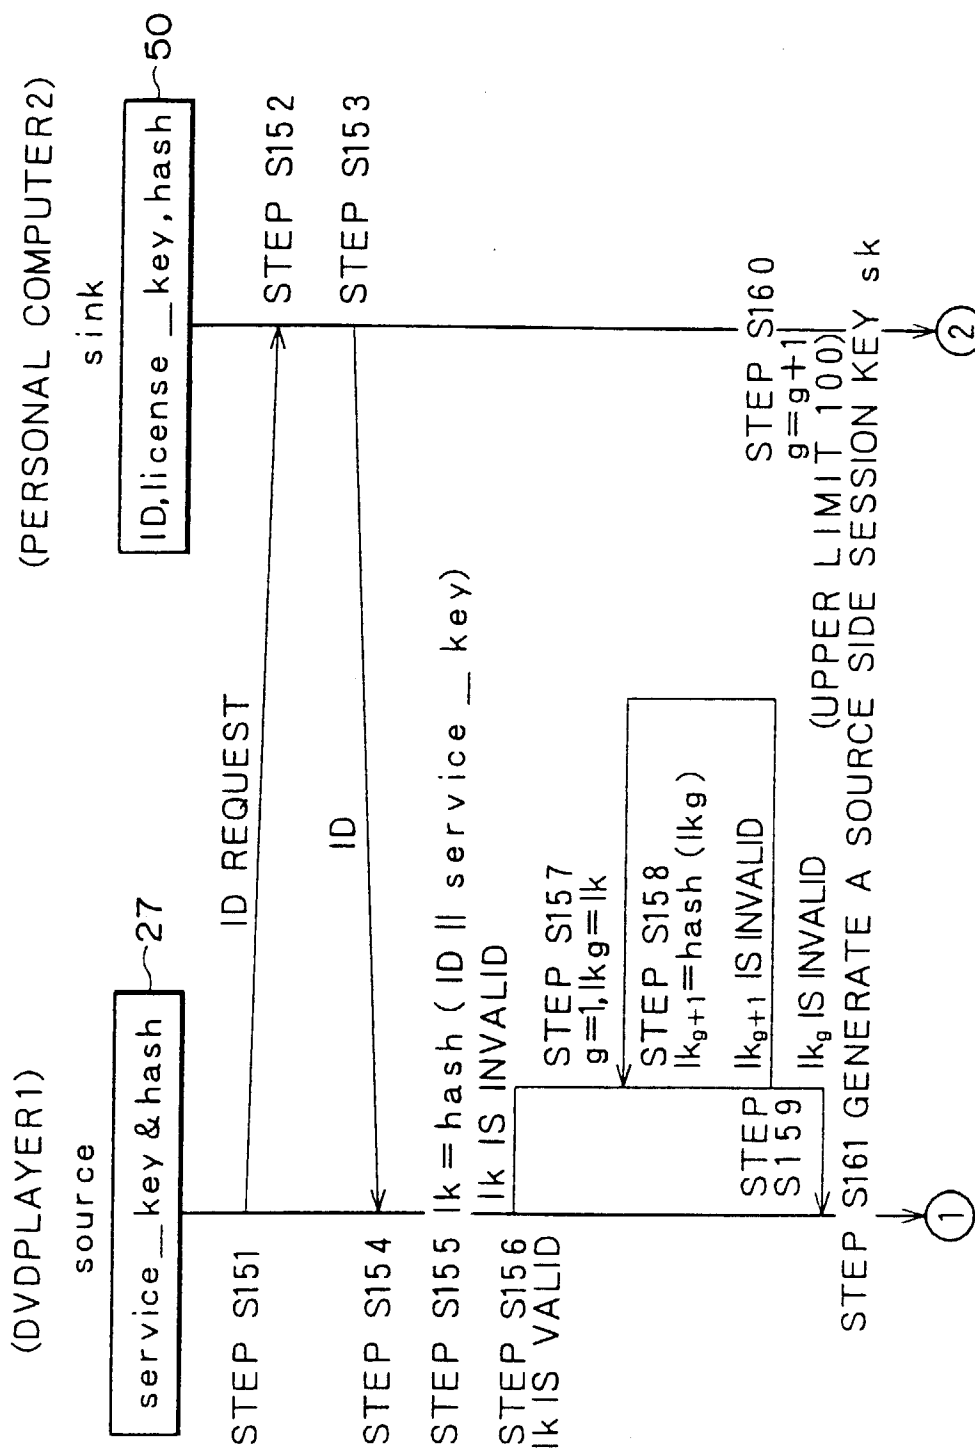 (DVDPLAYER1)
source
service__key & hash
27
(PERSONAL COMPUTER2)
sink
ID,license__key,hash
50
STEP S151
ID REQUEST
STEP S152
ID
STEP S153
STEP S154
STEP S155 lk=hash ( ID || service__key)
STEP S156
lk IS INVALID
lk IS VALID
STEP S157
g=1,lkg=lk
STEP S158
lkg+1=hash (lkg)
STEP S159
lkg+1 IS INVALID
lkg IS INVALID
STEP S160
g=g+1
(UPPER LIMIT 100)
STEP S161 GENERATE A SOURCE SIDE SESSION KEY sk
1
2